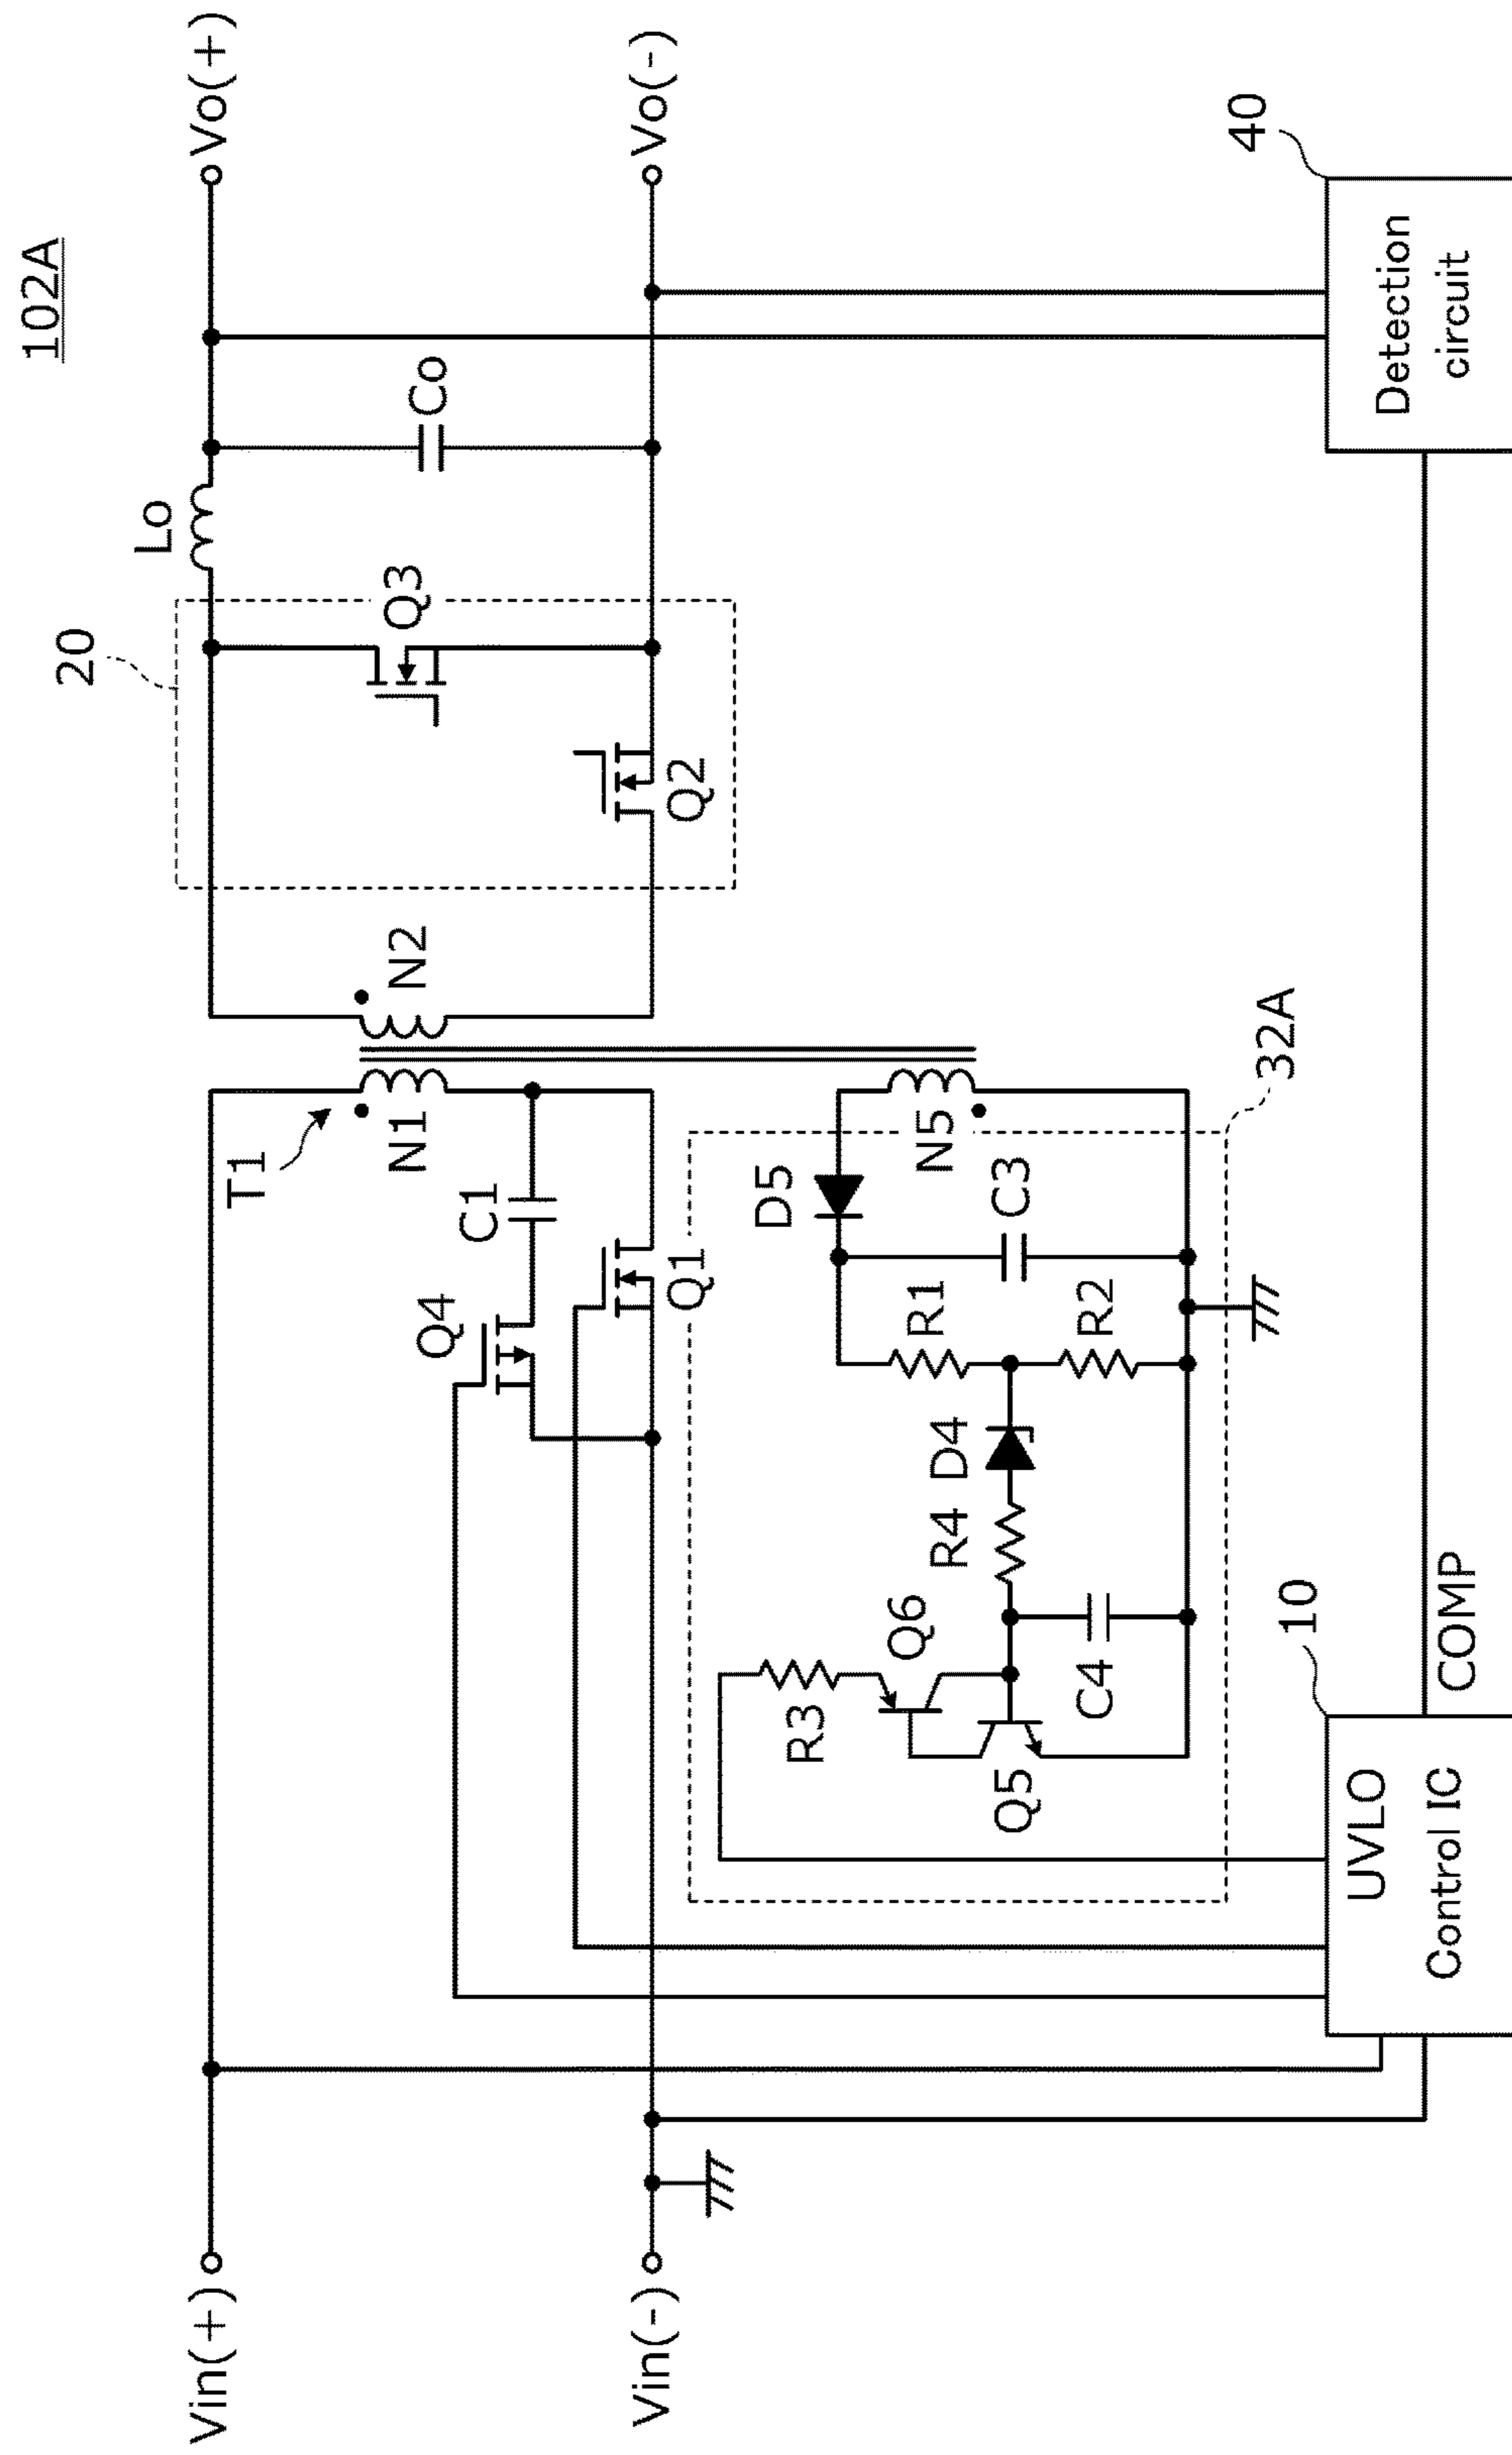 102A
Vin(+)
Vin(-)
Vo(+)
Vo(-)
T1
N1
N2
20
Lo
Co
Q3
Q2
C1
Q4
Q1
D5
N5
32A
C3
R1
R2
D4
R4
Q6
R3
Q5
C4
10
UVLO
Control IC
COMP
40
Detection
circuit